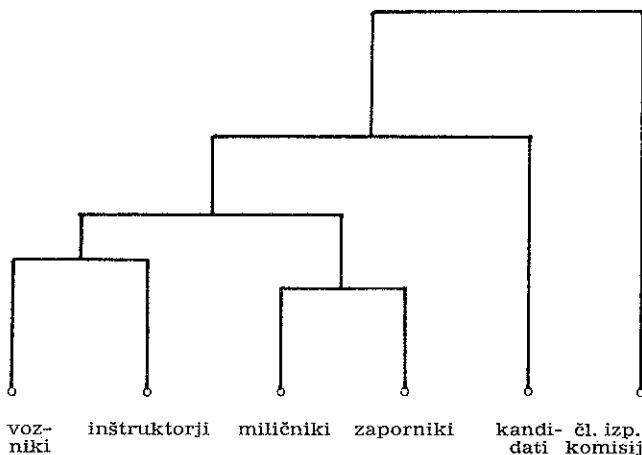 voz- inštruktorji miličniki zaporniki kandi- čl. izp.
niki dati komisij